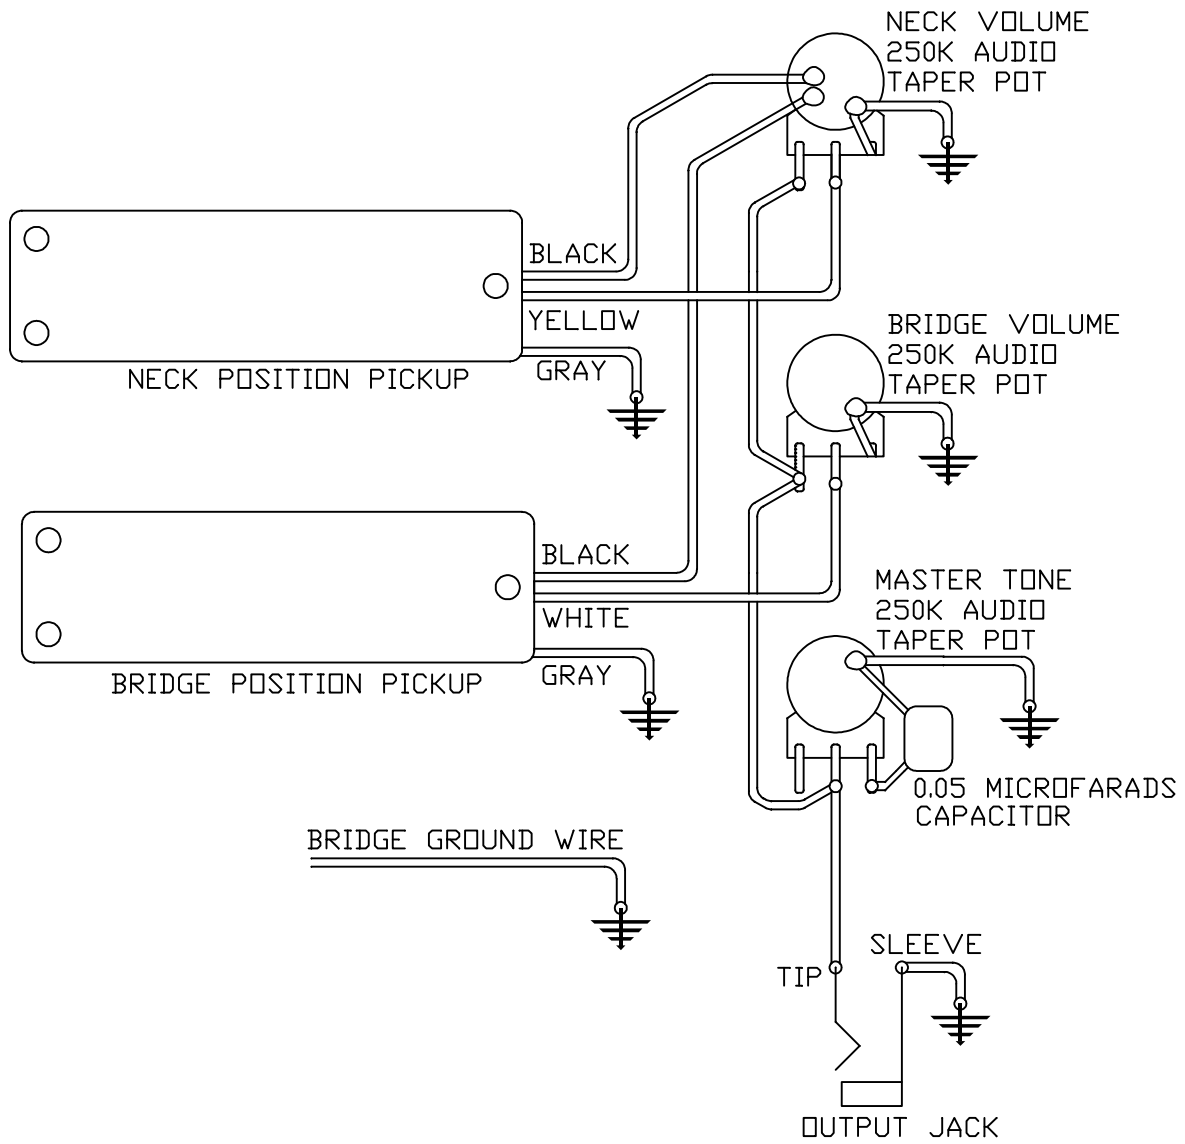 NECK VOLUME
250K AUDIO
TAPER POT
BLACK
YELLOW
GRAY
NECK POSITION PICKUP
BRIDGE VOLUME
250K AUDIO
TAPER POT
BLACK
WHITE
GRAY
BRIDGE POSITION PICKUP
MASTER TONE
250K AUDIO
TAPER POT
0.05 MICROFARADS
CAPACITOR
BRIDGE GROUND WIRE
SLEEVE
TIP
OUTPUT JACK